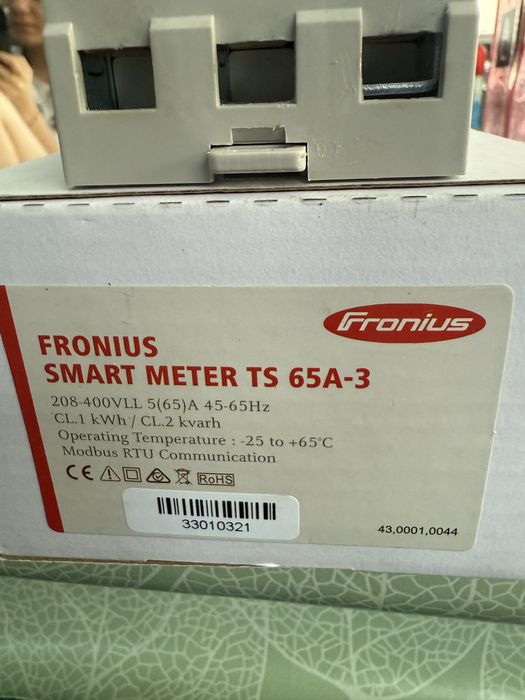 Fronius
FRONIUS
SMART METER TS 65A-3
208-400VLL 5(65)A 45-65Hz
CL.1 kWh / CL.2 kvarh
Operating Temperature : -25 to +65°C
Modbus RTU Communication
CE RoHS
33010321
43,0001,0044